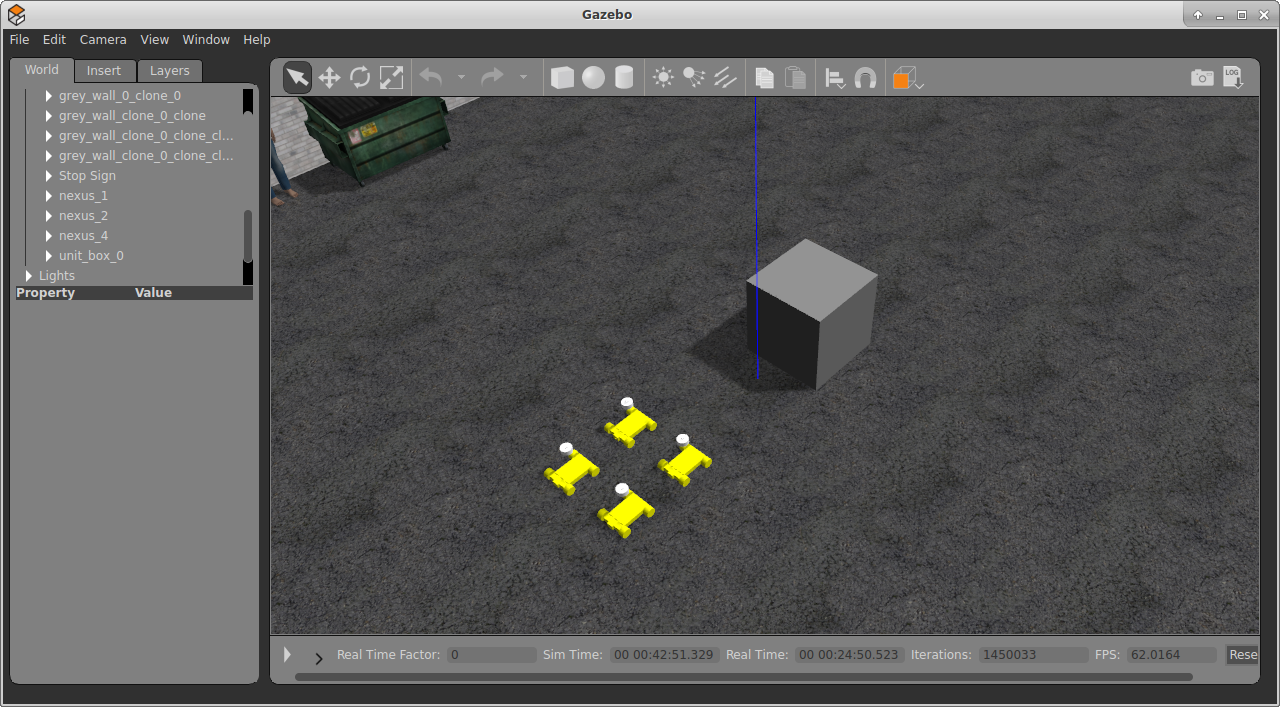 Gazebo
File Edit Camera View Window Help
World Insert Layers
LOG
grey_wall_0_clone_0
grey_wall_clone_0_clone
grey_wall_clone_0_clone_cl...
grey_wall_clone_0_clone_cl...
Stop Sign
nexus_1
nexus_2
nexus_4
unit_box_0
Lights
Property Value
Real Time Factor: 0 Sim Time: 00 00:42:51.329 Real Time: 00 00:24:50.523 Iterations: 1450033 FPS: 62.0164 Rese